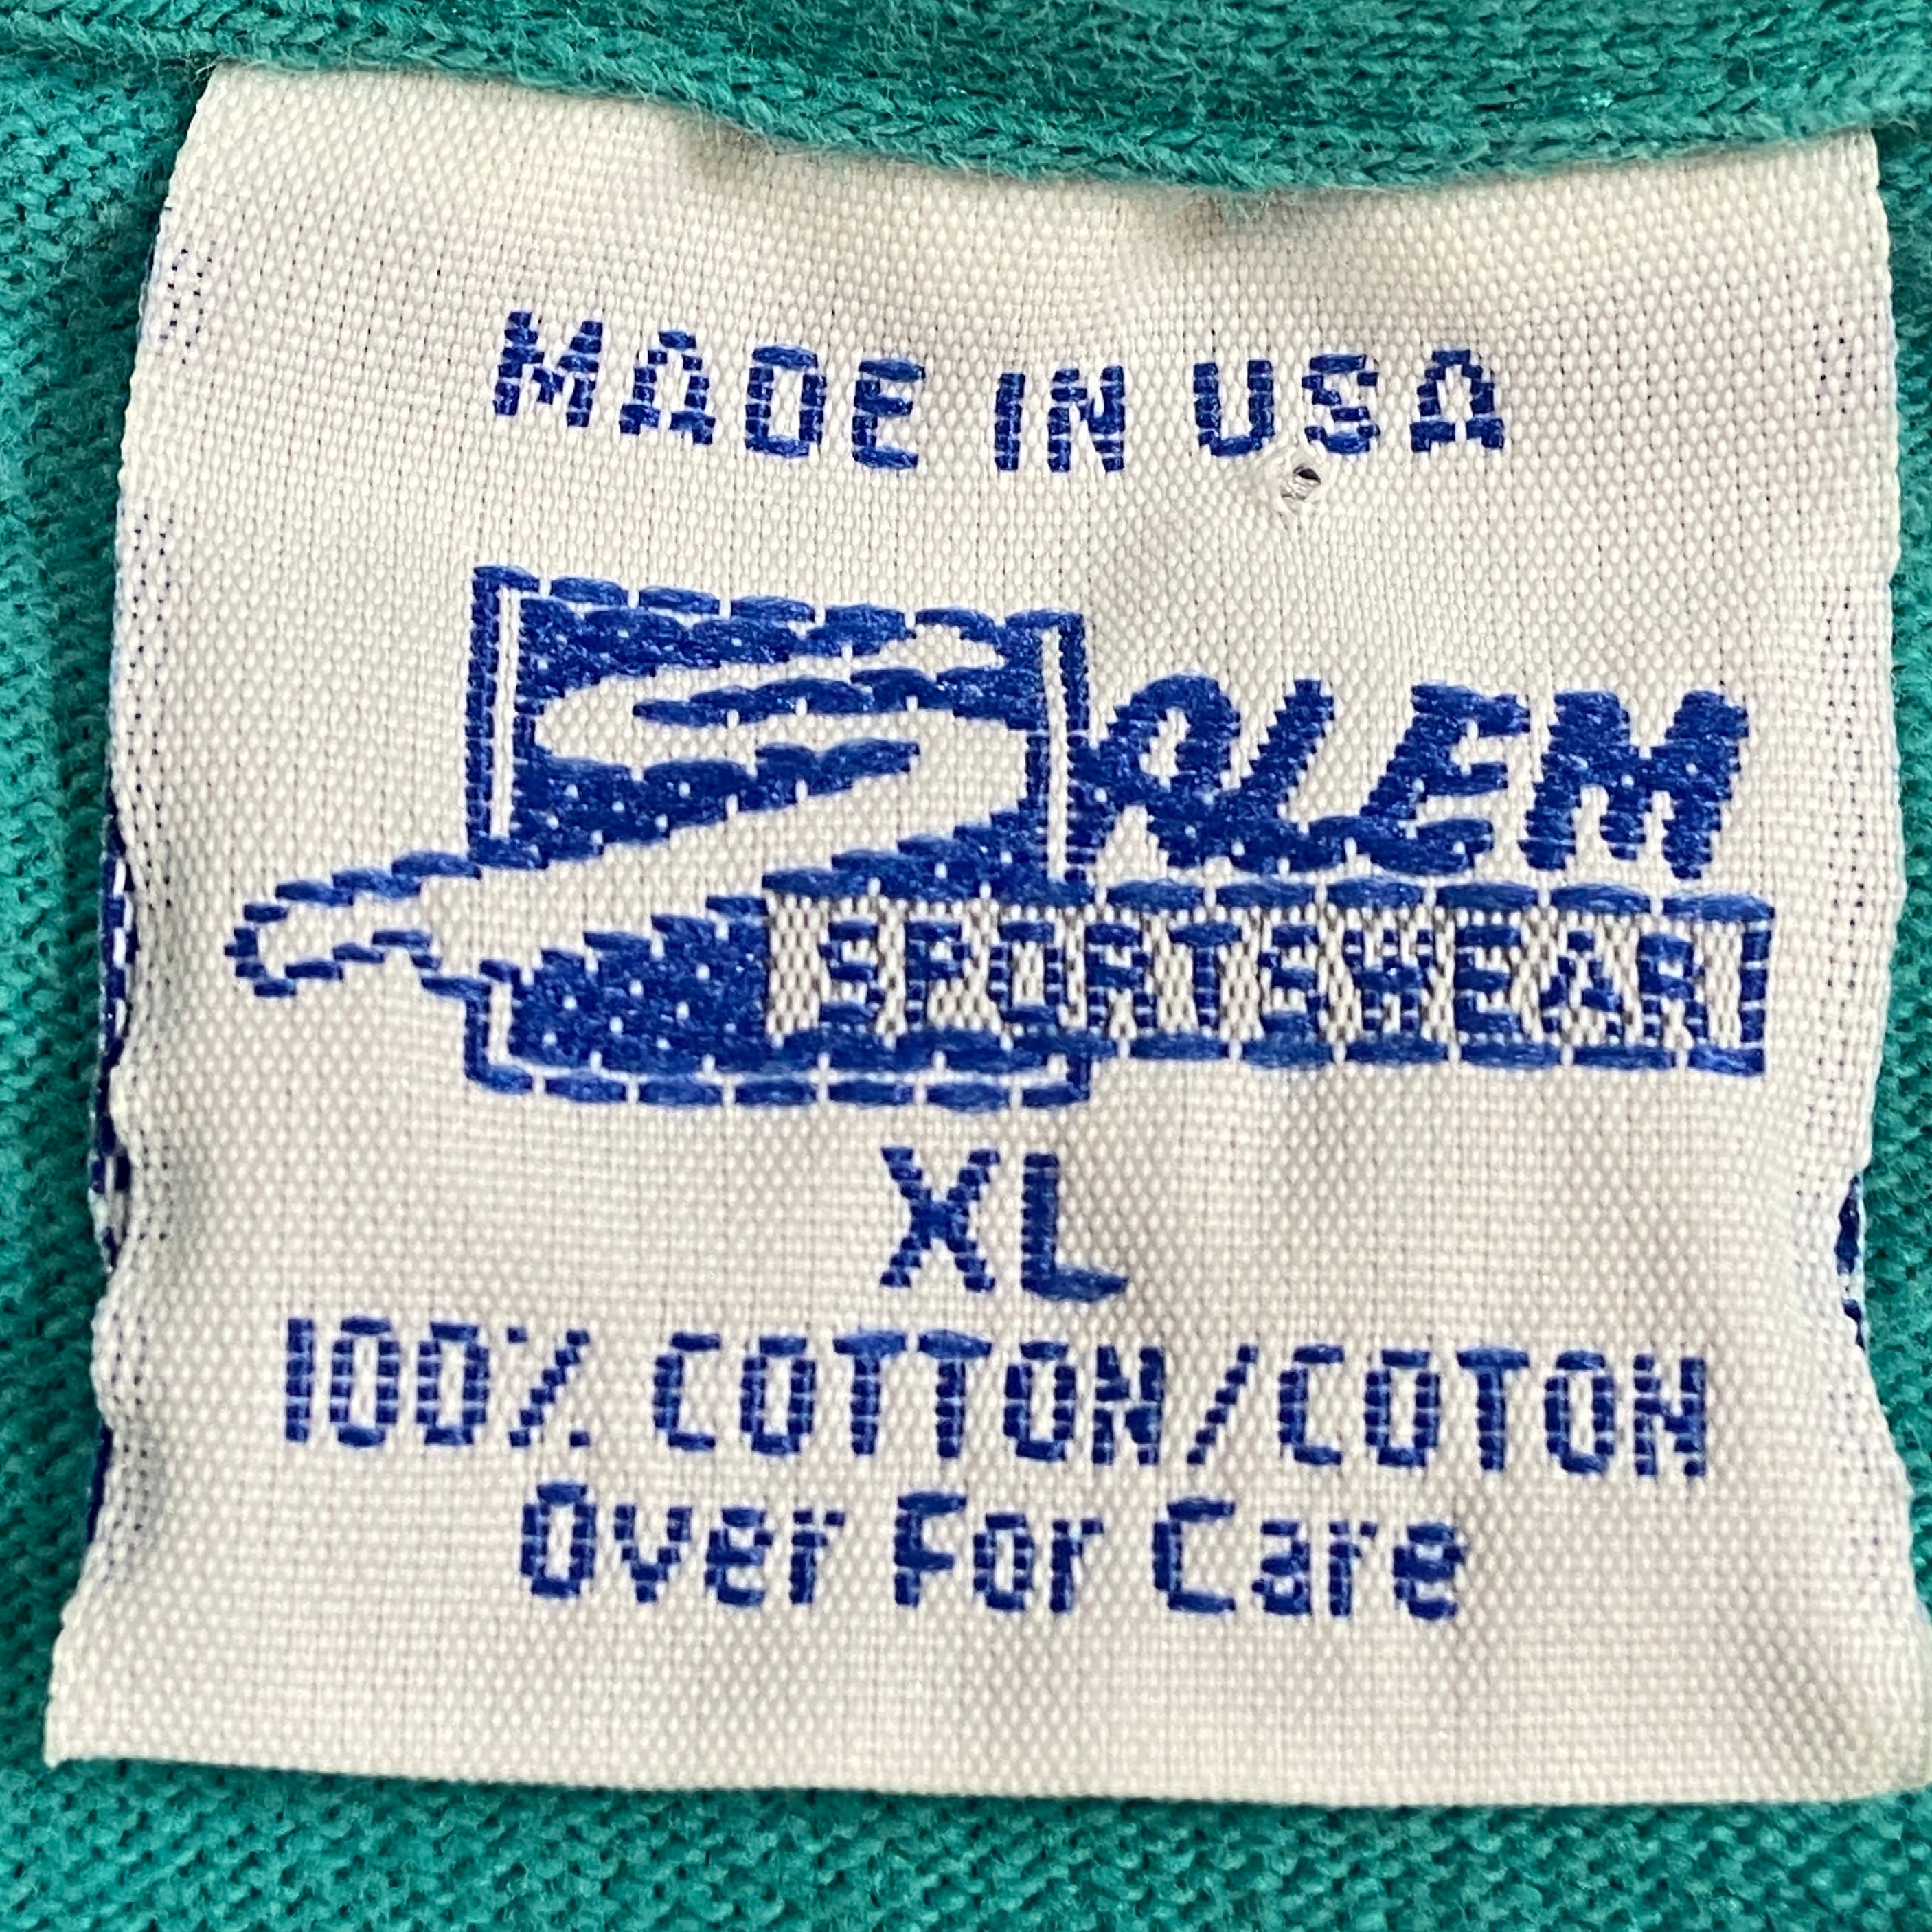 MADE IN USA
SALEM
SPORTSWEAR
XL
100% COTTON/COTON
Over For Care